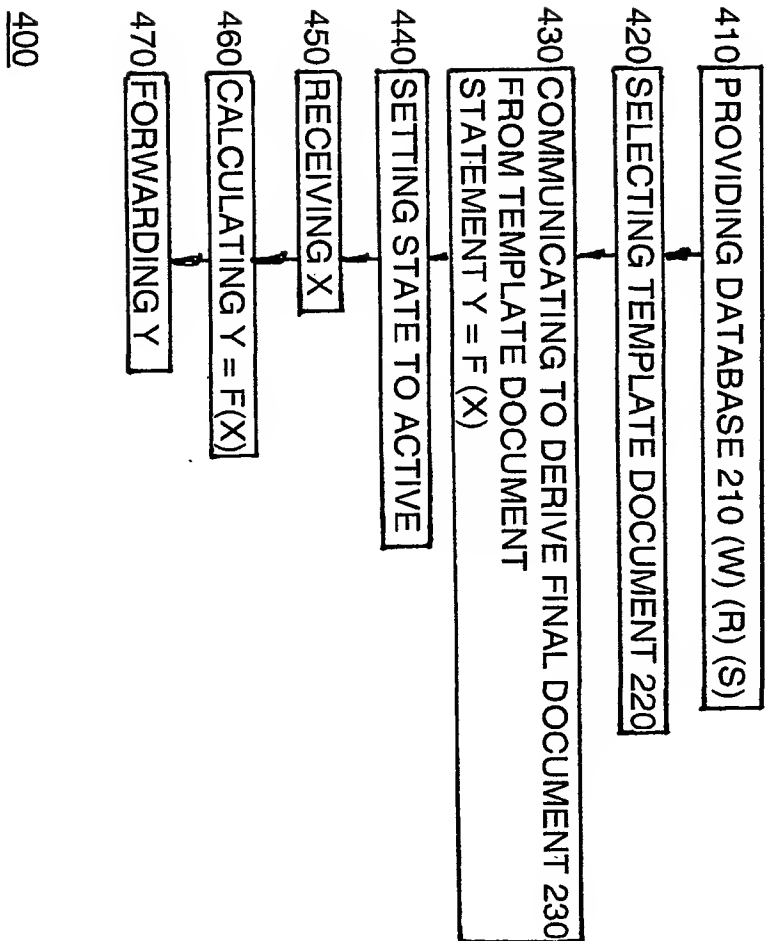 410 PROVIDING DATABASE 210 (W) (R) (S)
420 SELECTING TEMPLATE DOCUMENT 220
430 COMMUNICATING TO DERIVE FINAL DOCUMENT 230
FROM TEMPLATE DOCUMENT
STATEMENT Y = F (X)
440 SETTING STATE TO ACTIVE
450 RECEIVING X
460 CALCULATING Y = F(X)
470 FORWARDING Y
400